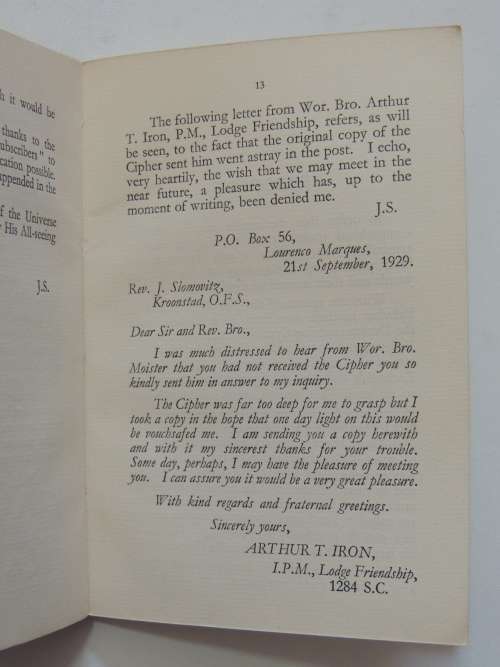 h it would be
thanks to the
ubscribers" to
cation possible.
appended in the
f the Universe
His All-seeing
J.S.
13
The following letter from Wor. Bro. Arthur
T. Iron, P.M., Lodge Friendship, refers, as will
be seen, to the fact that the original copy of the
Cipher sent him went astray in the post. I echo,
very heartily, the wish that we may meet in the
near future, a pleasure which has, up to the
moment of writing, been denied me.
J.S.
P.O. Box 56,
Lourenco Marques,
21st September, 1929.
Rev. J. Slomovitz,
Kroonstad, O.F.S.,
Dear Sir and Rev. Bro.,
I was much distressed to hear from Wor. Bro.
Moister that you had not received the Cipher you so
kindly sent him in answer to my inquiry.
The Cipher was far too deep for me to grasp but I
took a copy in the hope that one day light on this would
be vouchsafed me. I am sending you a copy herewith
and with it my sincerest thanks for your trouble.
Some day, perhaps, I may have the pleasure of meeting
you. I can assure you it would be a very great pleasure.
With kind regards and fraternal greetings.
Sincerely yours,
ARTHUR T. IRON,
I.P.M., Lodge Friendship,
1284 S.C.